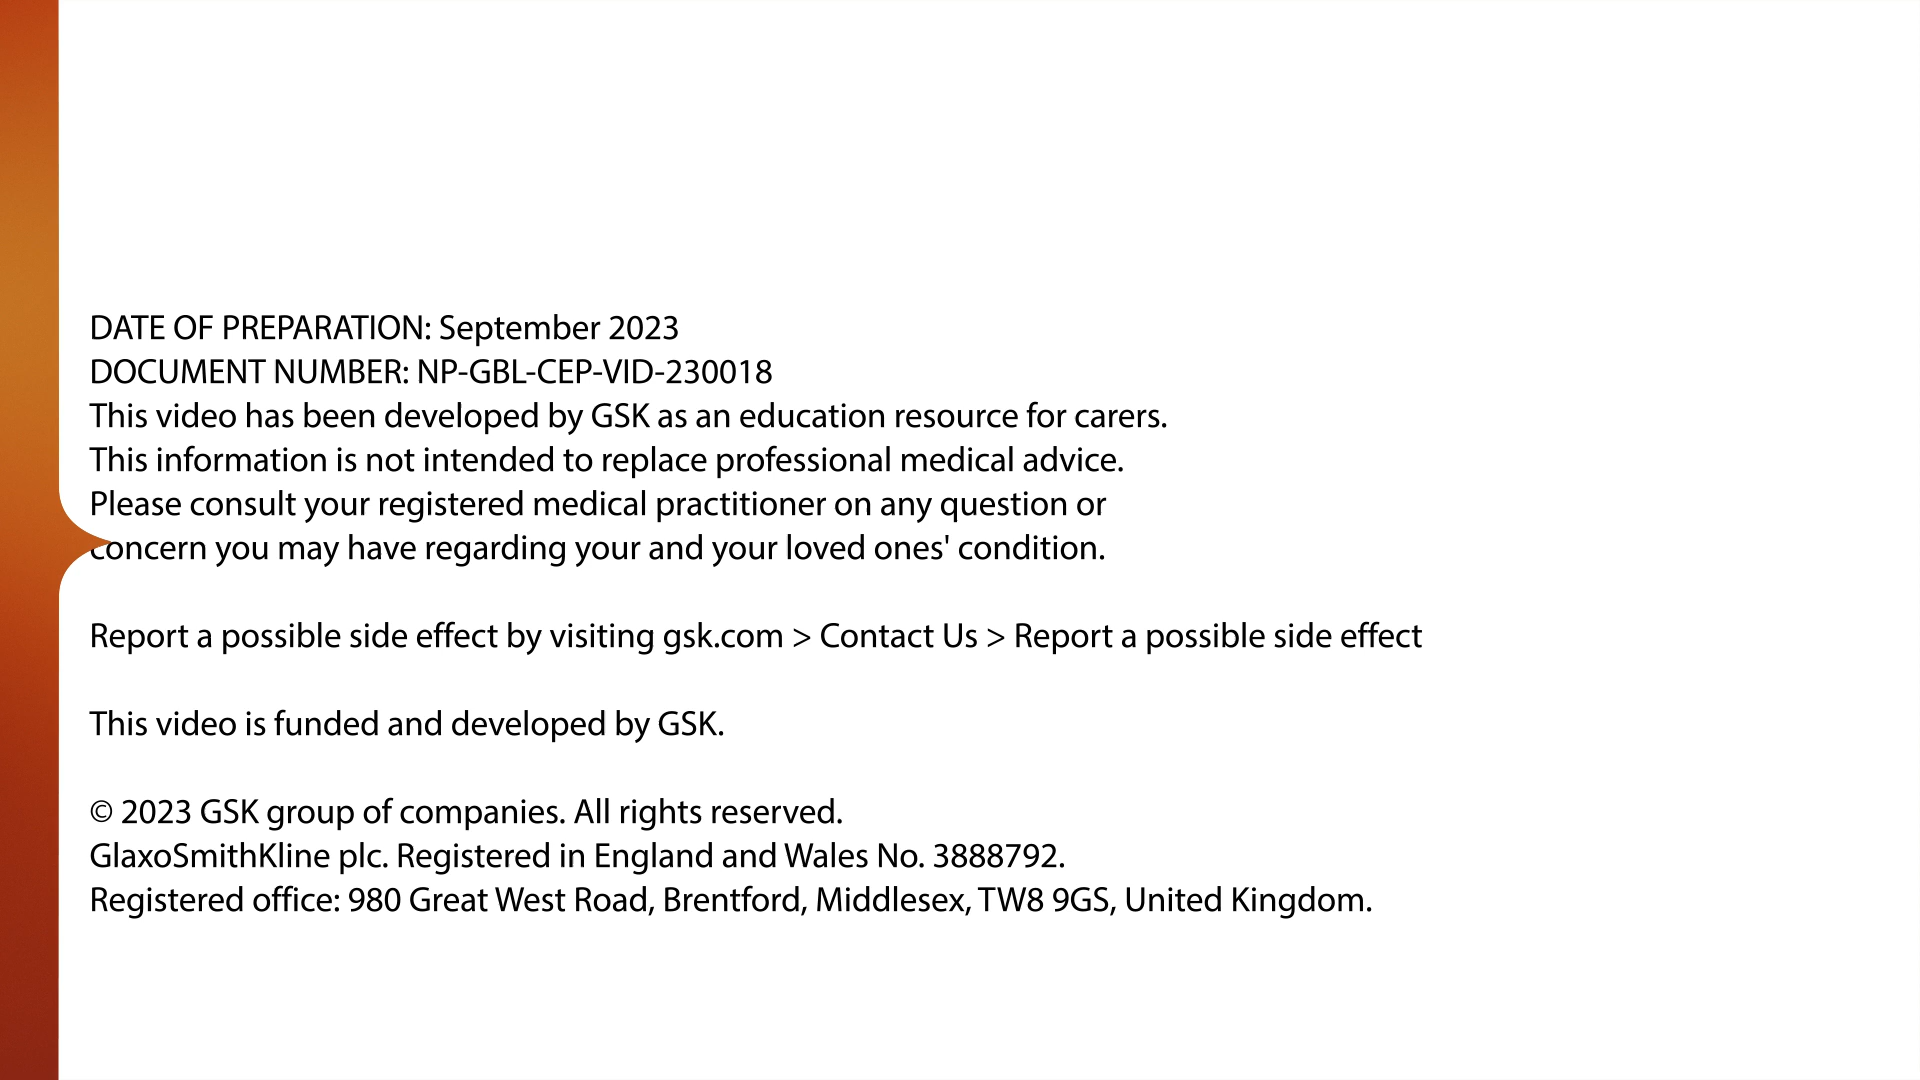 DATE OF PREPARATION: September 2023
DOCUMENT NUMBER: NP-GBL-CEP-VID-230018
This video has been developed by GSK as an education resource for carers.
This information is not intended to replace professional medical advice.
Please consult your registered medical practitioner on any question or
concern you may have regarding your and your loved ones' condition.
Report a possible side effect by visiting gsk.com > Contact Us > Report a possible side effect
This video is funded and developed by GSK.
© 2023 GSK group of companies. All rights reserved.
GlaxoSmithKline plc. Registered in England and Wales No. 3888792.
Registered office: 980 Great West Road, Brentford, Middlesex, TW8 9GS, United Kingdom.